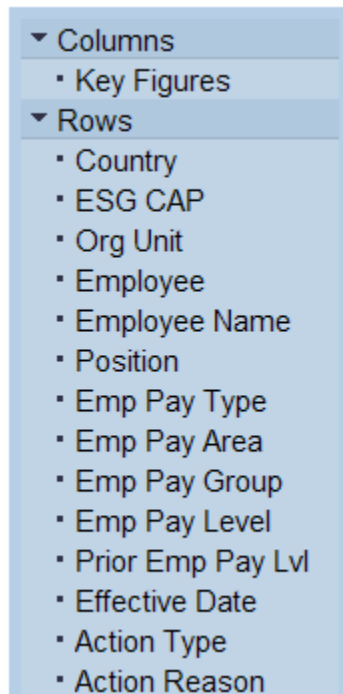 Columns
Key Figures
Rows
Country
ESG CAP
Org Unit
Employee
Employee Name
Position
Emp Pay Type
Emp Pay Area
Emp Pay Group
Emp Pay Level
Prior Emp Pay Lvl
Effective Date
Action Type
Action Reason